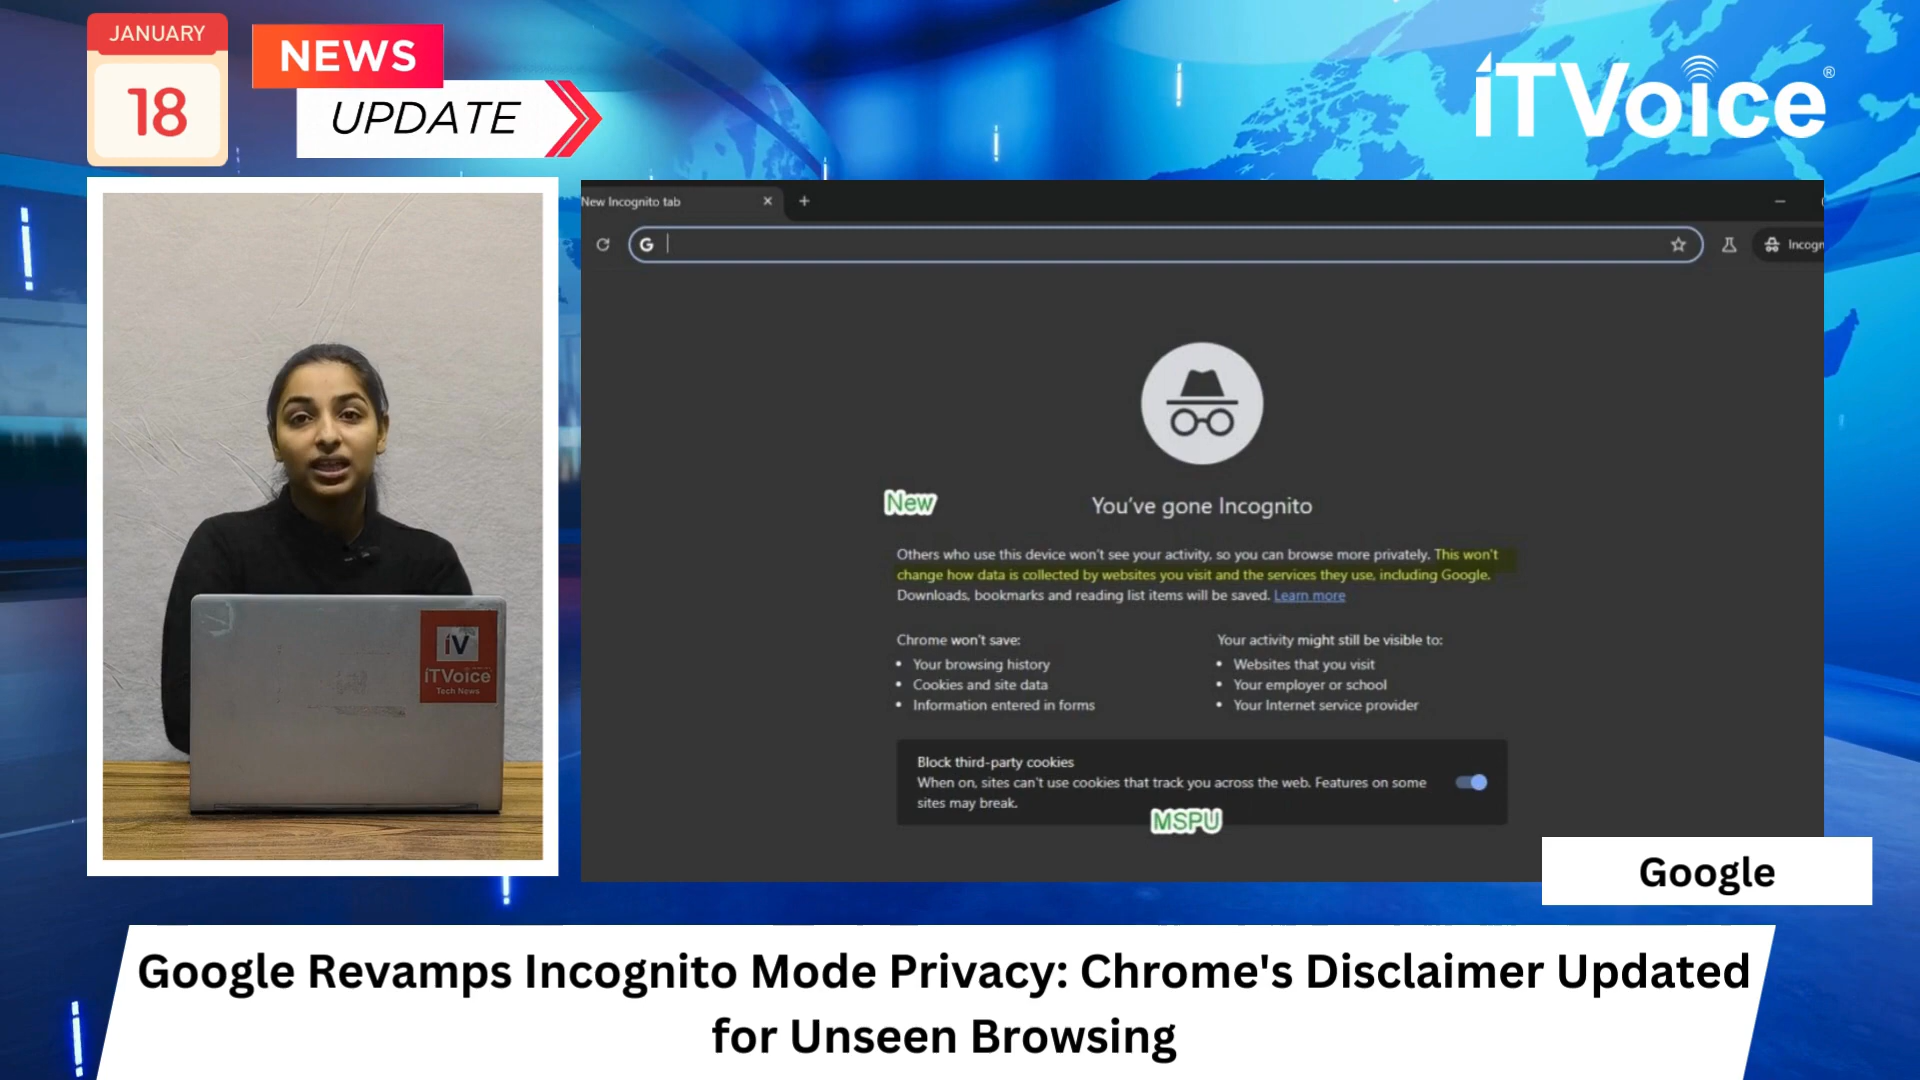 JANUARY
18
NEWS
UPDATE
iTVoice®
New Incognito tab
G
Incogn
New
You've gone Incognito
Others who use this device won't see your activity, so you can browse more privately. This won't
change how data is collected by websites you visit and the services they use, including Google.
Downloads, bookmarks and reading list items will be saved. Learn more
Chrome won't save:
• Your browsing history
• Cookies and site data
• Information entered in forms
Your activity might still be visible to:
• Websites that you visit
• Your employer or school
• Your Internet service provider
Block third-party cookies
When on, sites can't use cookies that track you across the web. Features on some
sites may break.
MSPU
iV
iTVoice
Tech News
Google
Google Revamps Incognito Mode Privacy: Chrome's Disclaimer Updated
for Unseen Browsing